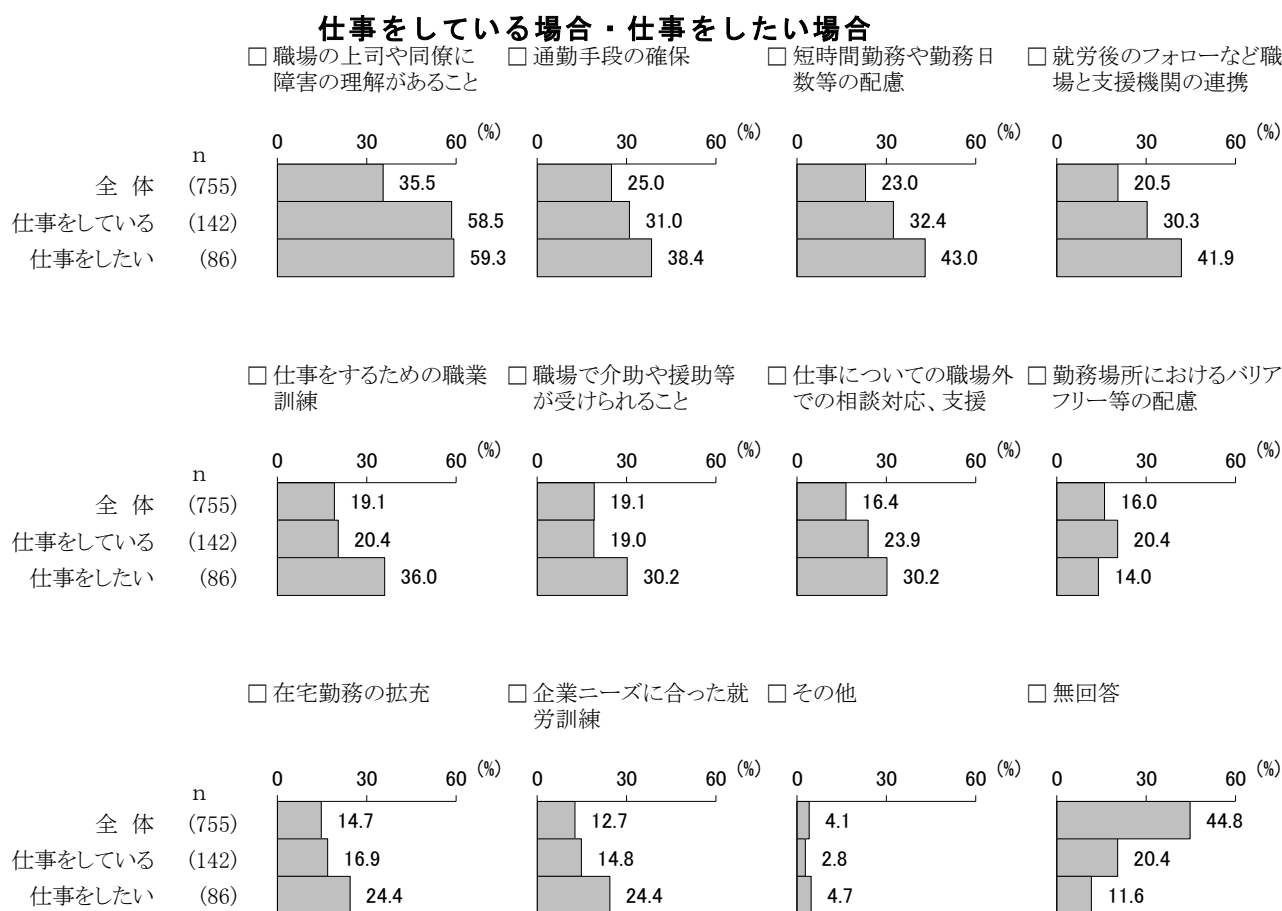 仕事をしている場合・仕事をしたい場合
□ 職場の上司や同僚に
障害の理解があること
□ 通勤手段の確保
□ 短時間勤務や勤務日
数等の配慮
□ 就労後のフォローなど職
場と支援機関の連携
0 30 60 (%) 0 30 60 (%) 0 30 60 (%) 0 30 60 (%)
n
全 体 (755) 35.5 25.0 23.0 20.5
仕事をしている (142) 58.5 31.0 32.4 30.3
仕事をしたい (86) 59.3 38.4 43.0 41.9
□ 仕事をするための職業
訓練
□ 職場で介助や援助等
が受けられること
□ 仕事についての職場外
での相談対応、支援
□ 勤務場所におけるバリア
フリー等の配慮
0 30 60 (%) 0 30 60 (%) 0 30 60 (%) 0 30 60 (%)
n
全 体 (755) 19.1 19.1 16.4 16.0
仕事をしている (142) 20.4 19.0 23.9 20.4
仕事をしたい (86) 36.0 30.2 30.2 14.0
□ 在宅勤務の拡充
□ 企業ニーズに合った就
労訓練
□ その他
□ 無回答
0 30 60 (%) 0 30 60 (%) 0 30 60 (%) 0 30 60 (%)
n
全 体 (755) 14.7 12.7 4.1 44.8
仕事をしている (142) 16.9 14.8 2.8 20.4
仕事をしたい (86) 24.4 24.4 4.7 11.6